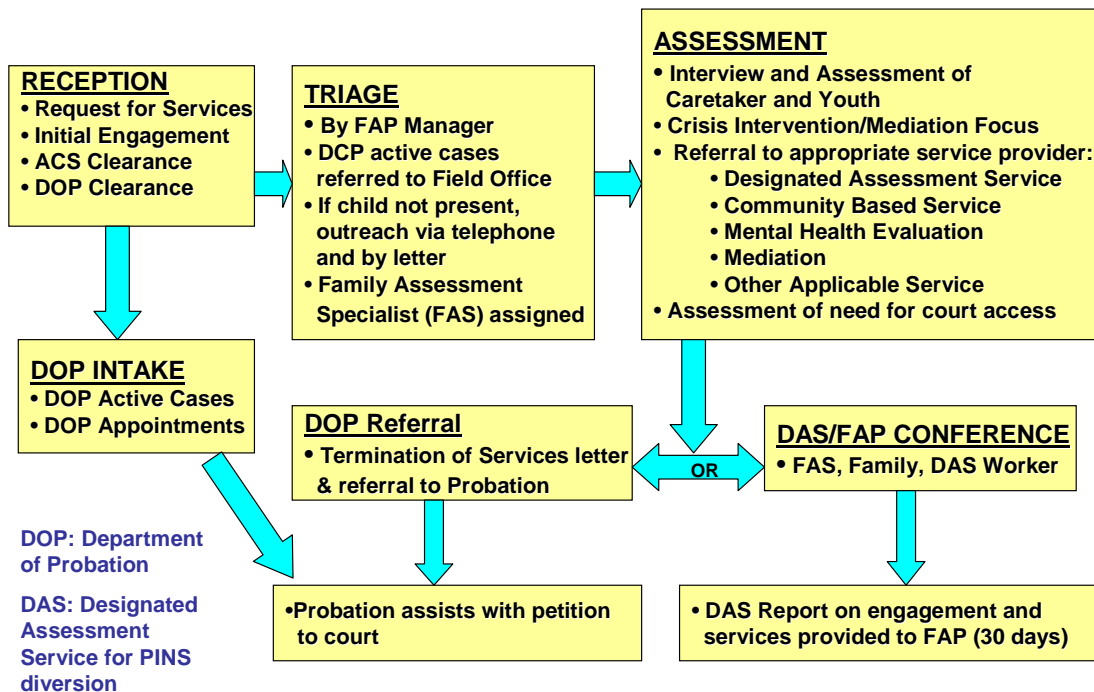 RECEPTION
• Request for Services
• Initial Engagement
• ACS Clearance
• DOP Clearance
TRIAGE
• By FAP Manager
• DCP active cases
referred to Field Office
• If child not present,
outreach via telephone
and by letter
• Family Assessment
Specialist (FAS) assigned
ASSESSMENT
• Interview and Assessment of
Caretaker and Youth
• Crisis Intervention/Mediation Focus
• Referral to appropriate service provider:
• Designated Assessment Service
• Community Based Service
• Mental Health Evaluation
• Mediation
• Other Applicable Service
• Assessment of need for court access
DOP INTAKE
• DOP Active Cases
• DOP Appointments
DOP Referral
• Termination of Services letter
& referral to Probation
OR
DAS/FAP CONFERENCE
• FAS, Family, DAS Worker
DOP: Department
of Probation
DAS: Designated
Assessment
Service for PINS
diversion
•Probation assists with petition
to court
• DAS Report on engagement and
services provided to FAP (30 days)